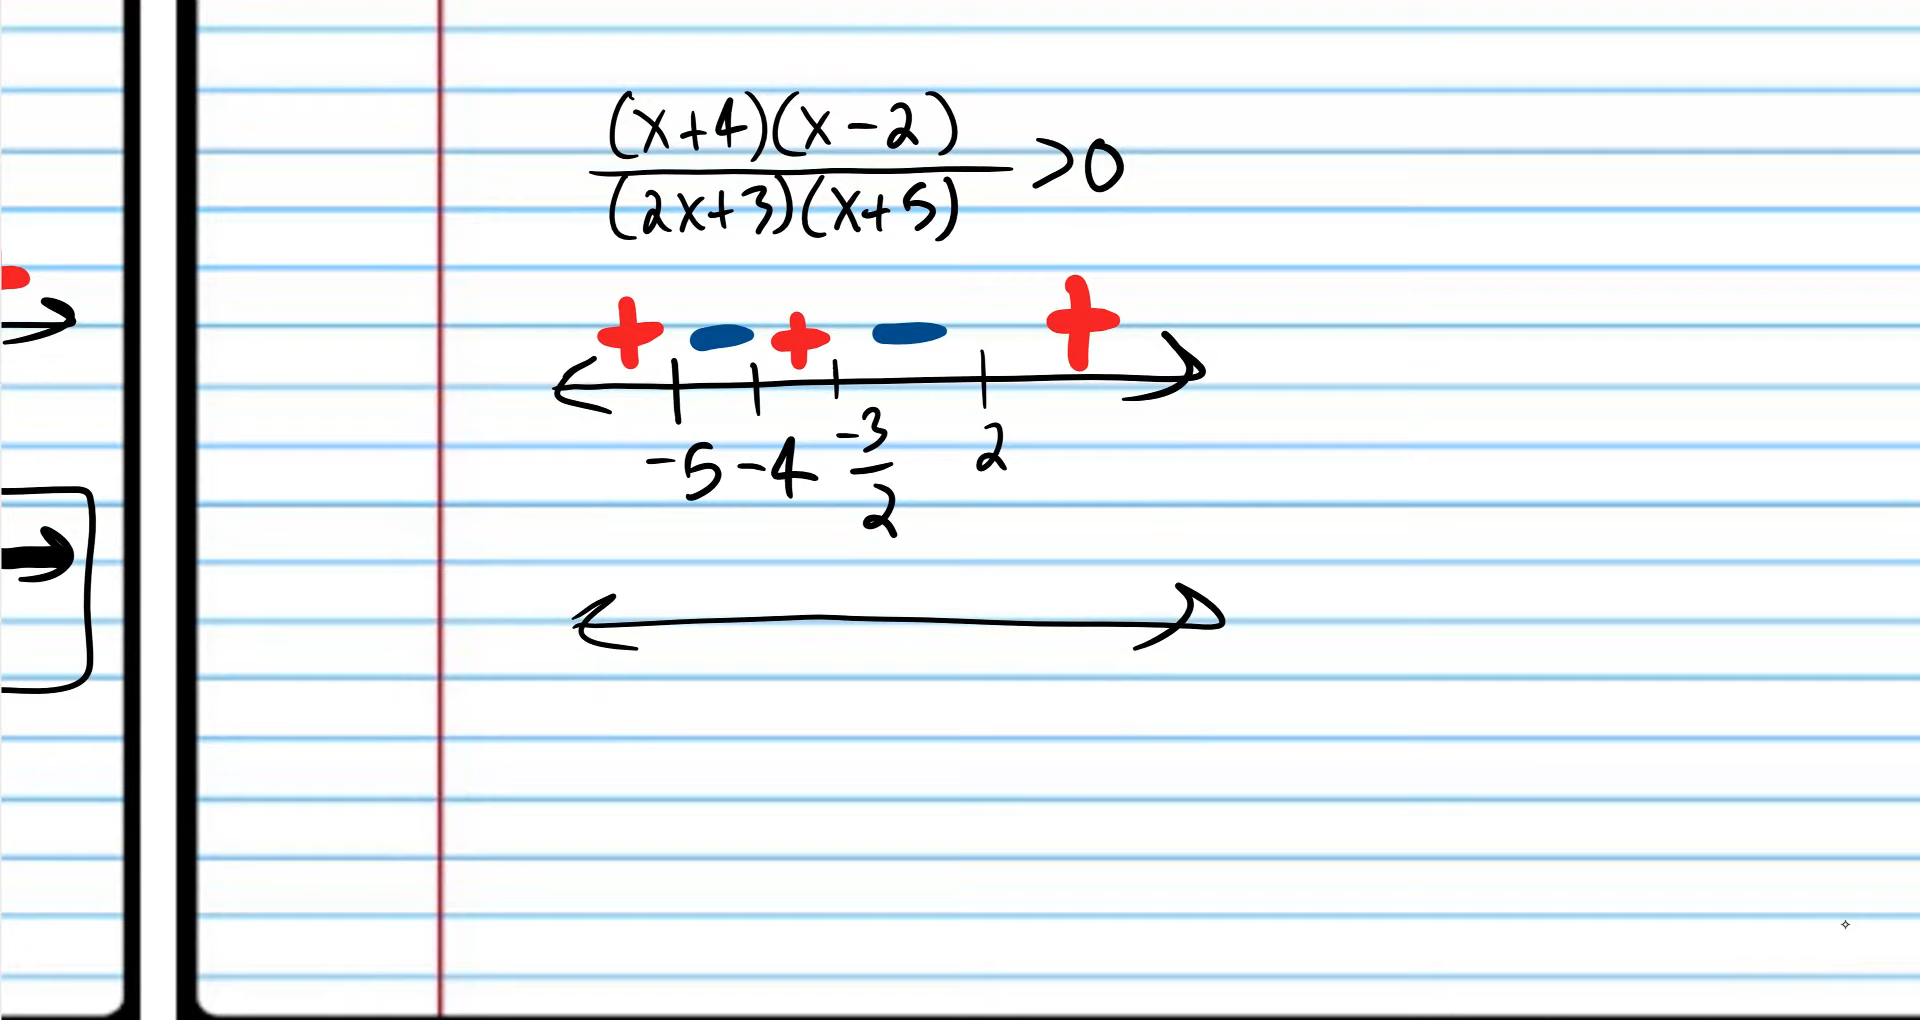 (x+4)(x-2)
(2x+3)(x+5) >0
+ - + - +
-5 -4 -3/2 2